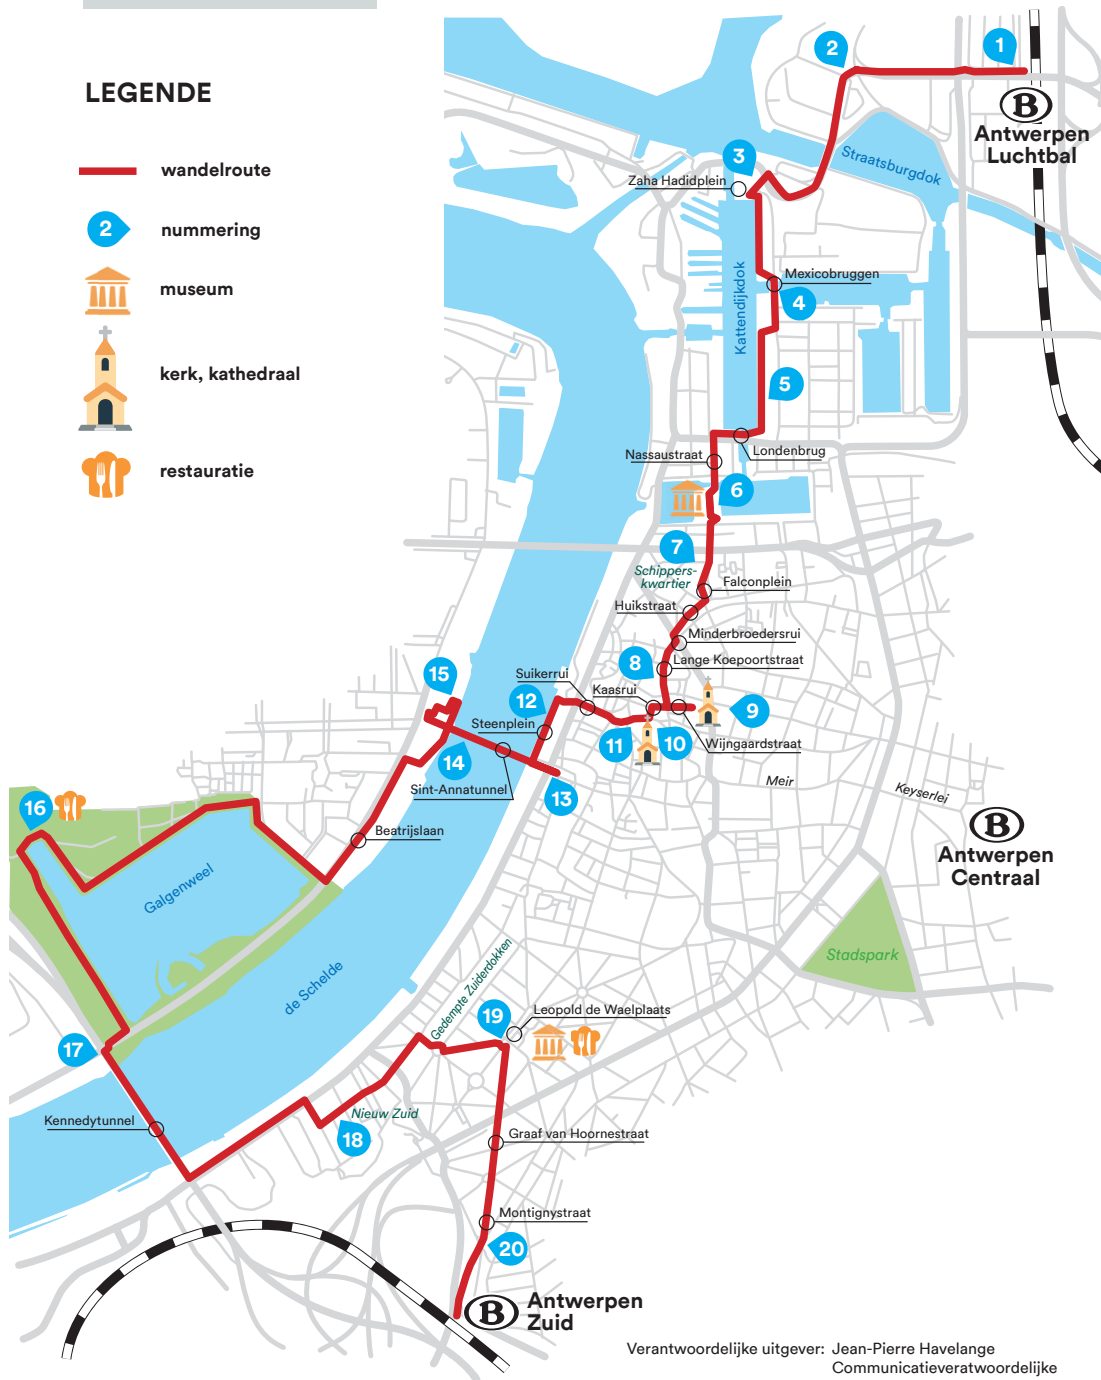 LEGENDE
wandelroute
2
nummering
museum
kerk, kathedraal
restauratie
1
2
B
Antwerpen
Luchtbal
Straatsburgdok
3
Zaha Hadidplein
Kattendijkdok
Mexicobruggen
4
5
Londenbrug
Nassaustraat
6
7
Schippers-
kwartier
Falconplein
Huikstraat
Minderbroedersrui
8
Lange Koepoortstraat
Suikerrui
Kaasrui
9
10
11
Wijngaardstraat
12
Steenplein
15
14
Sint-Annatunnel
13
Meir
Keyserlei
B
Antwerpen
Centraal
16
Beatrijslaan
Galgenweel
Stadspark
de Schelde
Gedempte Zuiderdokken
19
Leopold de Waelplaats
17
Kennedytunnel
Nieuw Zuid
18
Graaf van Hoornestraat
Montignystraat
20
B
Antwerpen
Zuid
Verantwoordelijke uitgever: Jean-Pierre Havelange
Communicatieveratwoordelijke